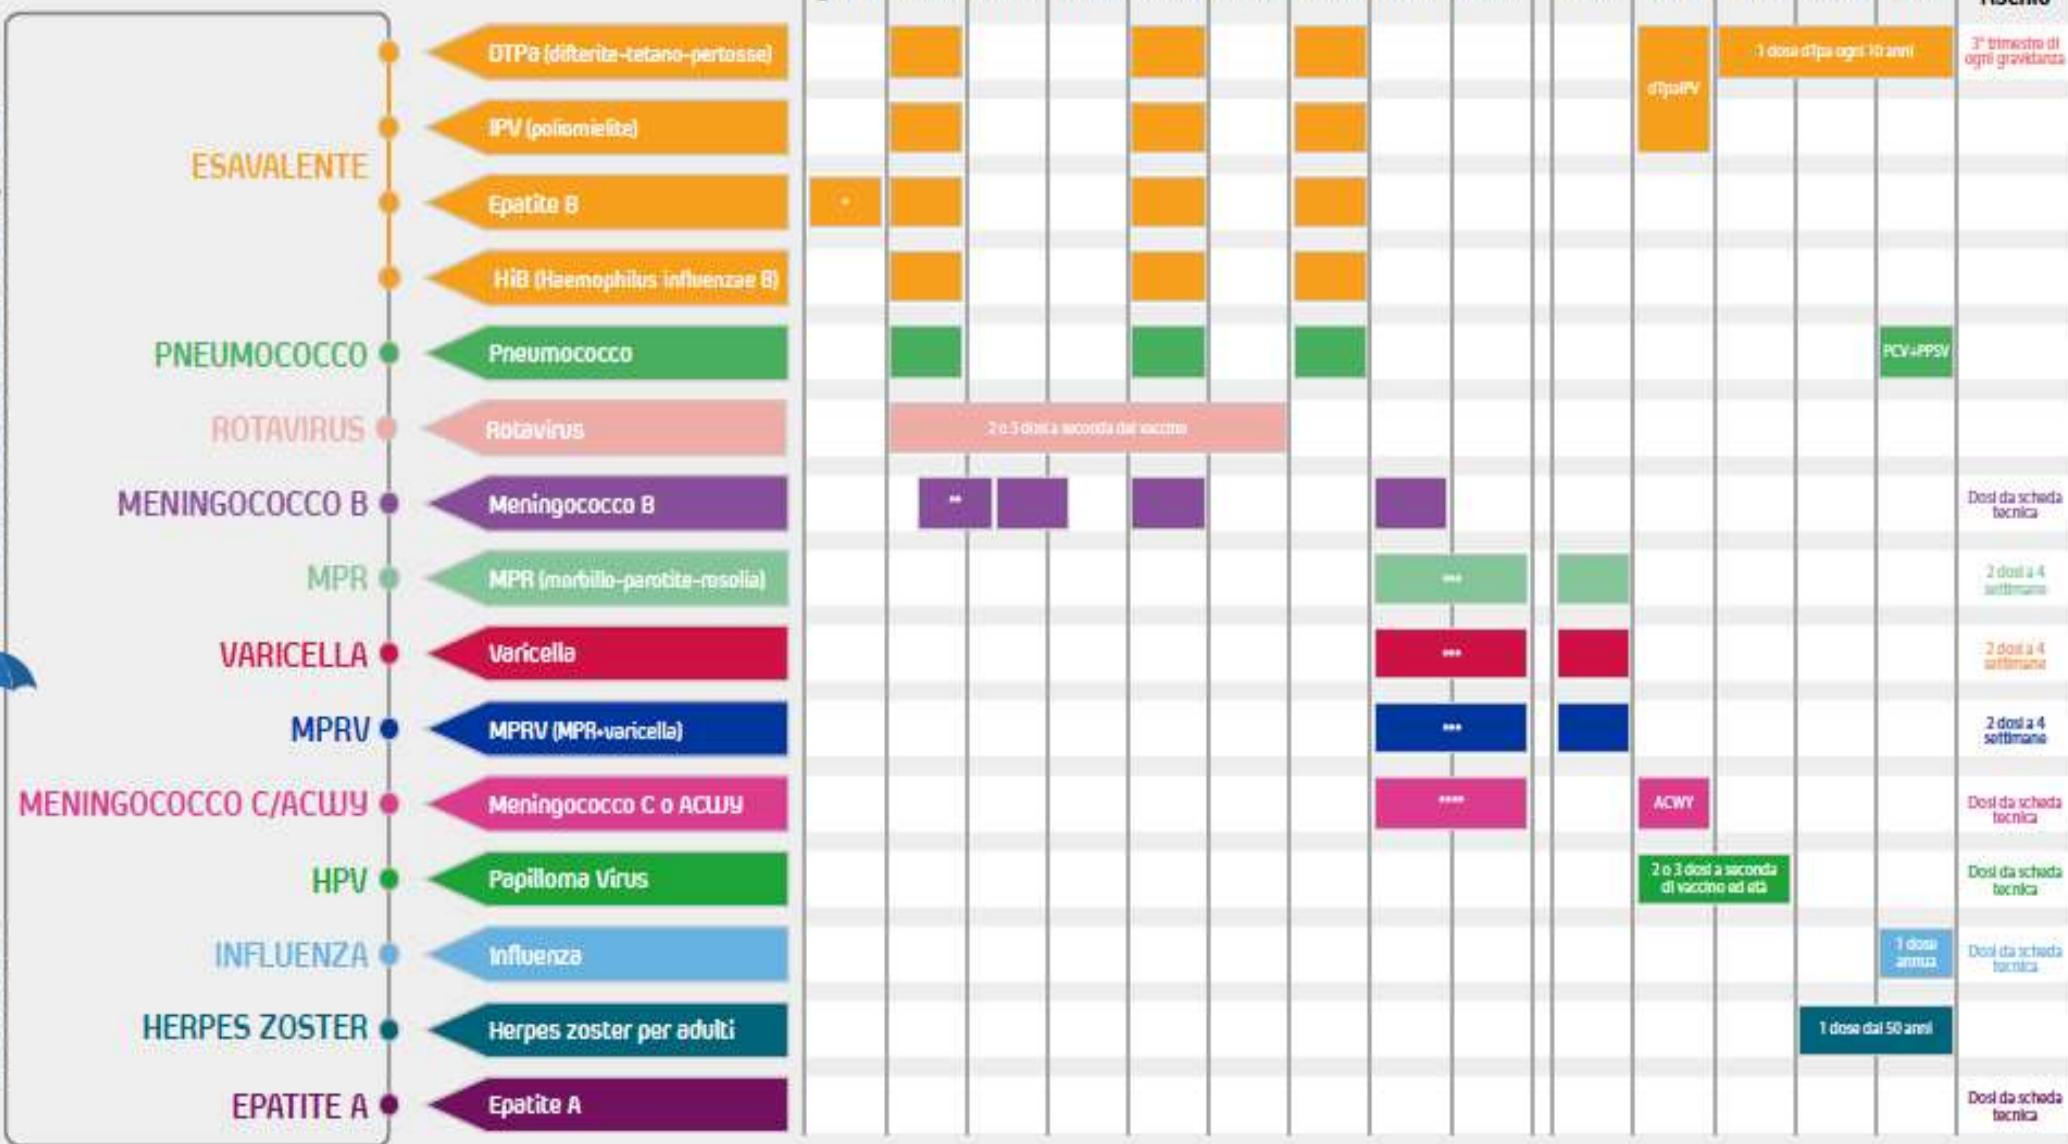 Rischio
DTPa (difterite-tetano-pertosse)
1 dose dTpa ogni 10 anni
3° trimestre di
ogni gravidanza
dTpaIPV
IPV (poliomielite)
ESAVALENTE
Epatite B
*
HiB (Haemophilus influenzae B)
PNEUMOCOCCO
Pneumococco
PCV+PPSV
ROTAVIRUS
Rotavirus
2 o 3 dosi a seconda del vaccino
MENINGOCOCCO B
Meningococco B
**
Dosi da scheda
tecnica
MPR
MPR (morbillo-parotite-rosolia)
***
2 dosi a 4
settimane
VARICELLA
Varicella
***
2 dosi a 4
settimane
MPRV
MPRV (MPR+varicella)
***
2 dosi a 4
settimane
MENINGOCOCCO C/ACWY
Meningococco C o ACWY
****
ACWY
Dosi da scheda
tecnica
HPV
Papilloma Virus
2 o 3 dosi a seconda
di vaccino ed età
Dosi da scheda
tecnica
INFLUENZA
Influenza
1 dose
annua
Dosi da scheda
tecnica
HERPES ZOSTER
Herpes zoster per adulti
1 dose dai 50 anni
EPATITE A
Epatite A
Dosi da scheda
tecnica